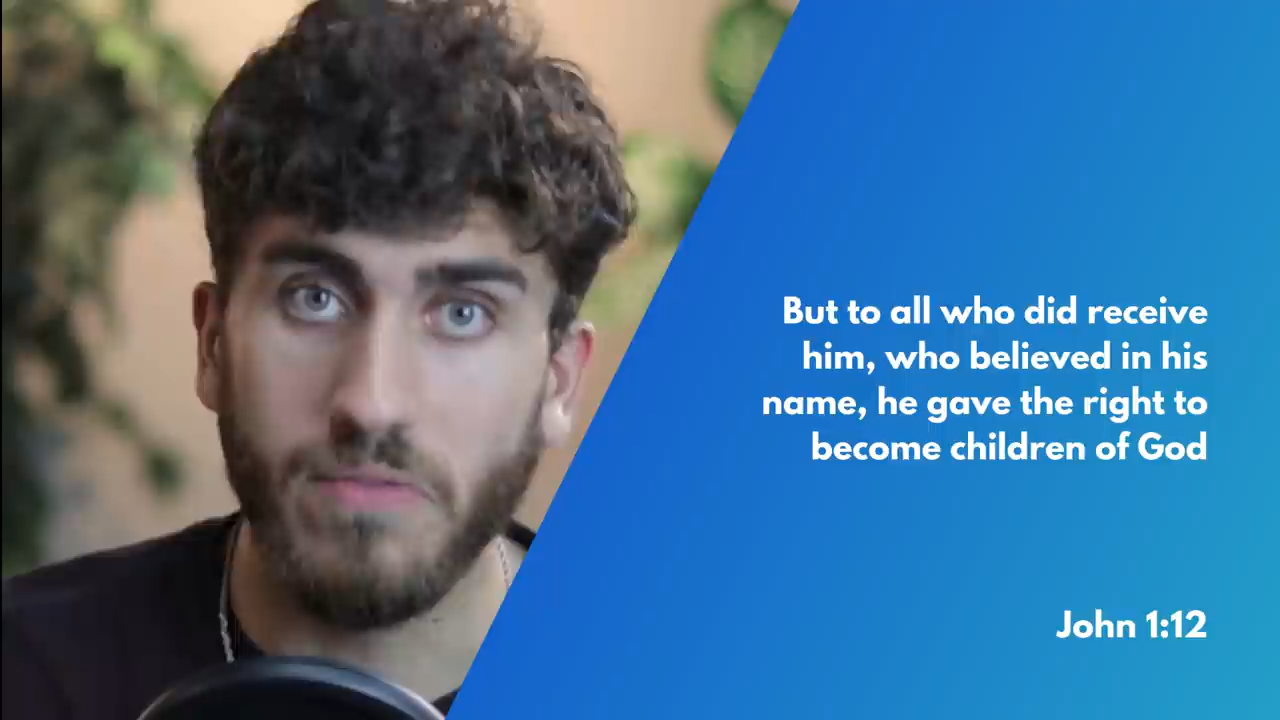 But to all who did receive
him, who believed in his
name, he gave the right to
become children of God
John 1:12